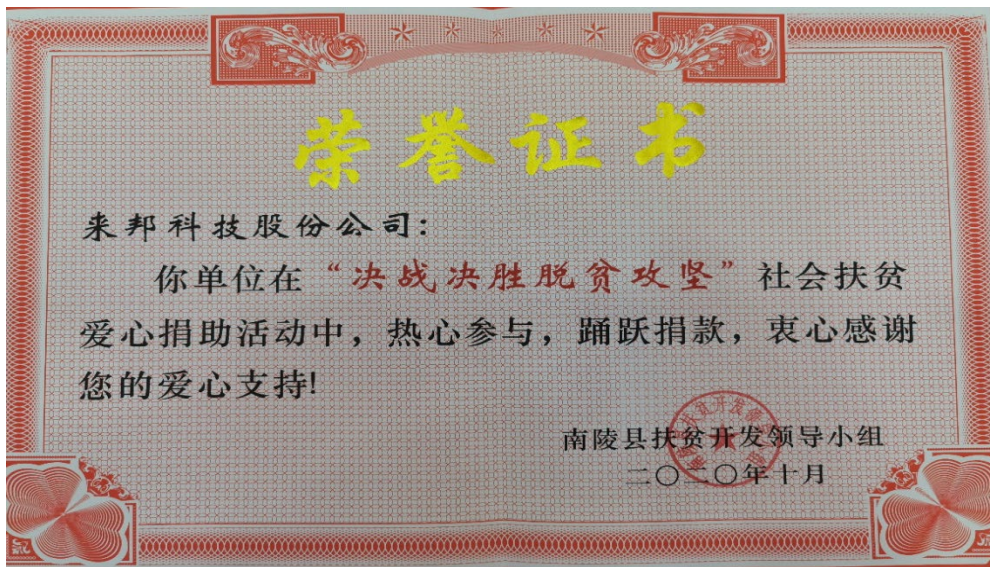 荣誉证书
来邦科技股份公司:
你单位在“决战决胜脱贫攻坚”社会扶贫
爱心捐助活动中，热心参与，踊跃捐款，衷心感谢
您的爱心支持!
南陵县扶贫开发领导小组
二〇二〇年十月